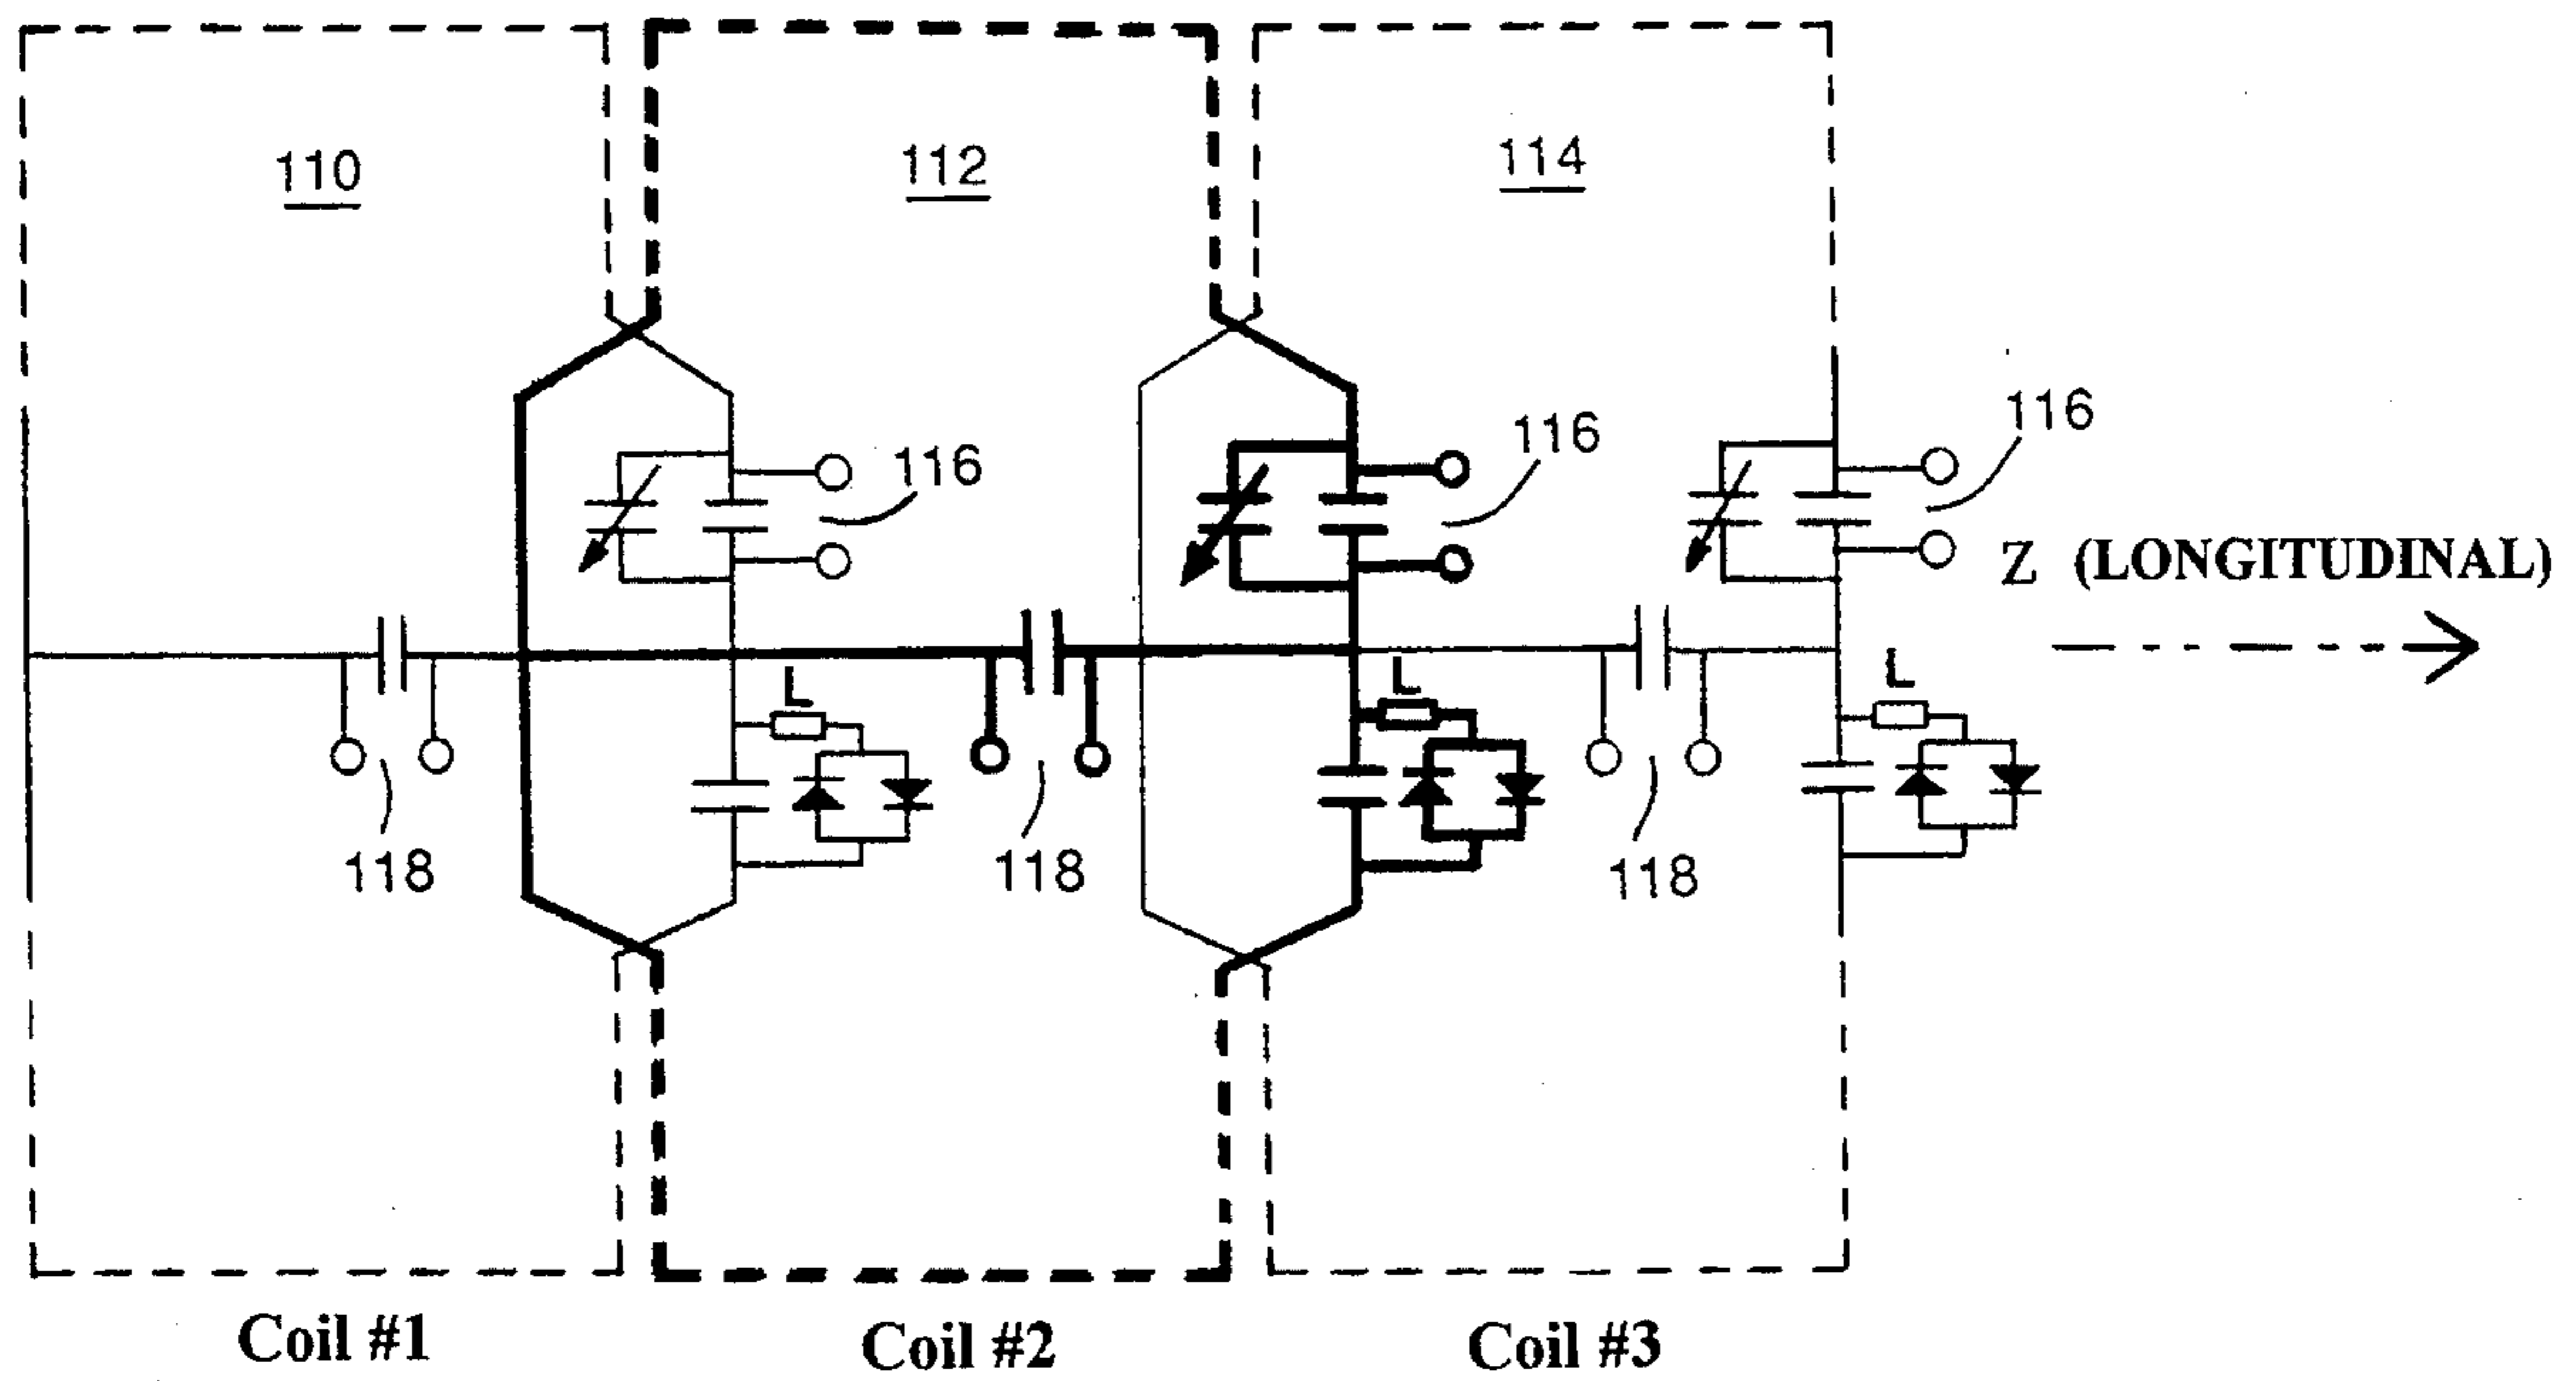 110
112
114
116
116
116
Z (LONGITUDINAL)
L
L
L
118
118
118
Coil #1
Coil #2
Coil #3